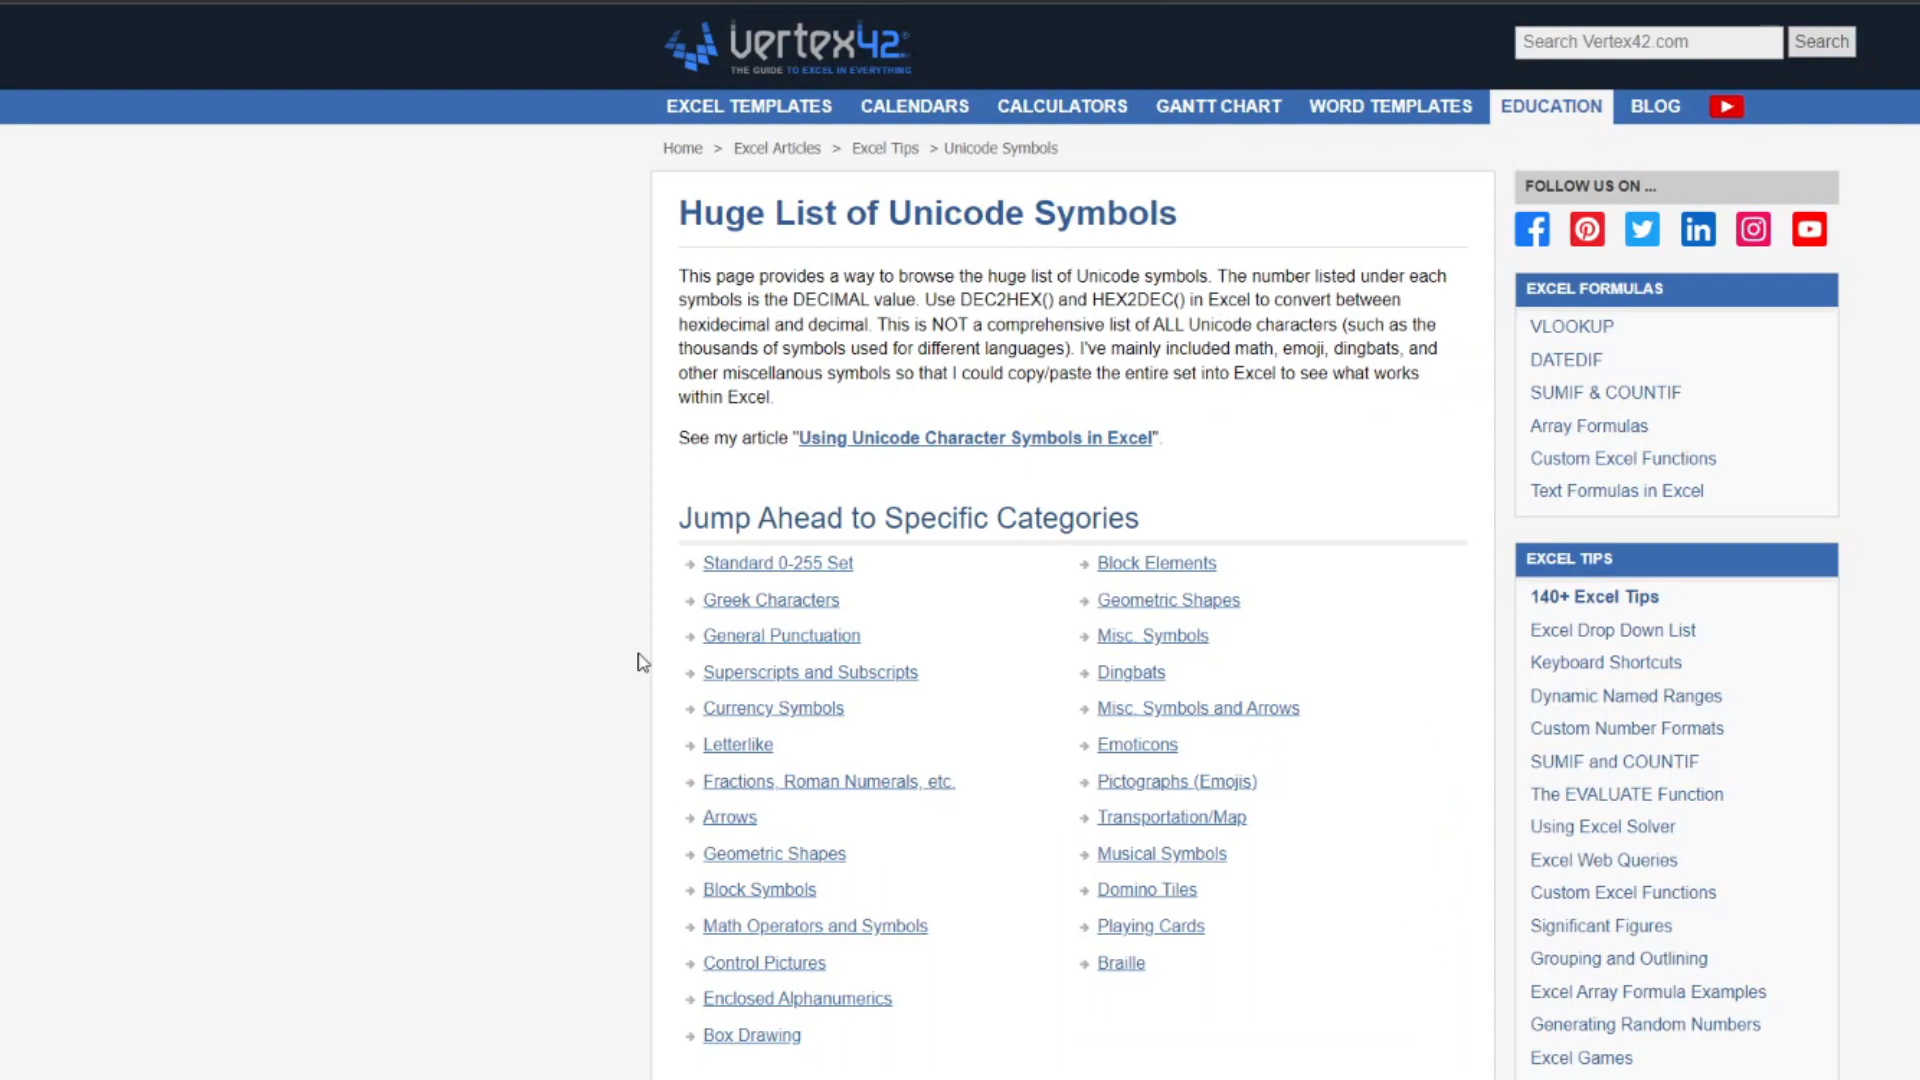 vertex42
THE GUIDE TO EXCEL IN EVERYTHING
Search Vertex42.com
Search
EXCEL TEMPLATES
CALENDARS
CALCULATORS
GANTT CHART
WORD TEMPLATES
EDUCATION
BLOG
Home > Excel Articles > Excel Tips > Unicode Symbols
Huge List of Unicode Symbols
This page provides a way to browse the huge list of Unicode symbols. The number listed under each
symbols is the DECIMAL value. Use DEC2HEX() and HEX2DEC() in Excel to convert between
hexidecimal and decimal. This is NOT a comprehensive list of ALL Unicode characters (such as the
thousands of symbols used for different languages). I've mainly included math, emoji, dingbats, and
other miscellanous symbols so that I could copy/paste the entire set into Excel to see what works
within Excel.
See my article "Using Unicode Character Symbols in Excel".
Jump Ahead to Specific Categories
Standard 0-255 Set
Greek Characters
General Punctuation
Superscripts and Subscripts
Currency Symbols
Letterlike
Fractions, Roman Numerals, etc.
Arrows
Geometric Shapes
Block Symbols
Math Operators and Symbols
Control Pictures
Enclosed Alphanumerics
Box Drawing
Block Elements
Geometric Shapes
Misc. Symbols
Dingbats
Misc. Symbols and Arrows
Emoticons
Pictographs (Emojis)
Transportation/Map
Musical Symbols
Domino Tiles
Playing Cards
Braille
FOLLOW US ON ...
EXCEL FORMULAS
VLOOKUP
DATEDIF
SUMIF & COUNTIF
Array Formulas
Custom Excel Functions
Text Formulas in Excel
EXCEL TIPS
140+ Excel Tips
Excel Drop Down List
Keyboard Shortcuts
Dynamic Named Ranges
Custom Number Formats
SUMIF and COUNTIF
The EVALUATE Function
Using Excel Solver
Excel Web Queries
Custom Excel Functions
Significant Figures
Grouping and Outlining
Excel Array Formula Examples
Generating Random Numbers
Excel Games